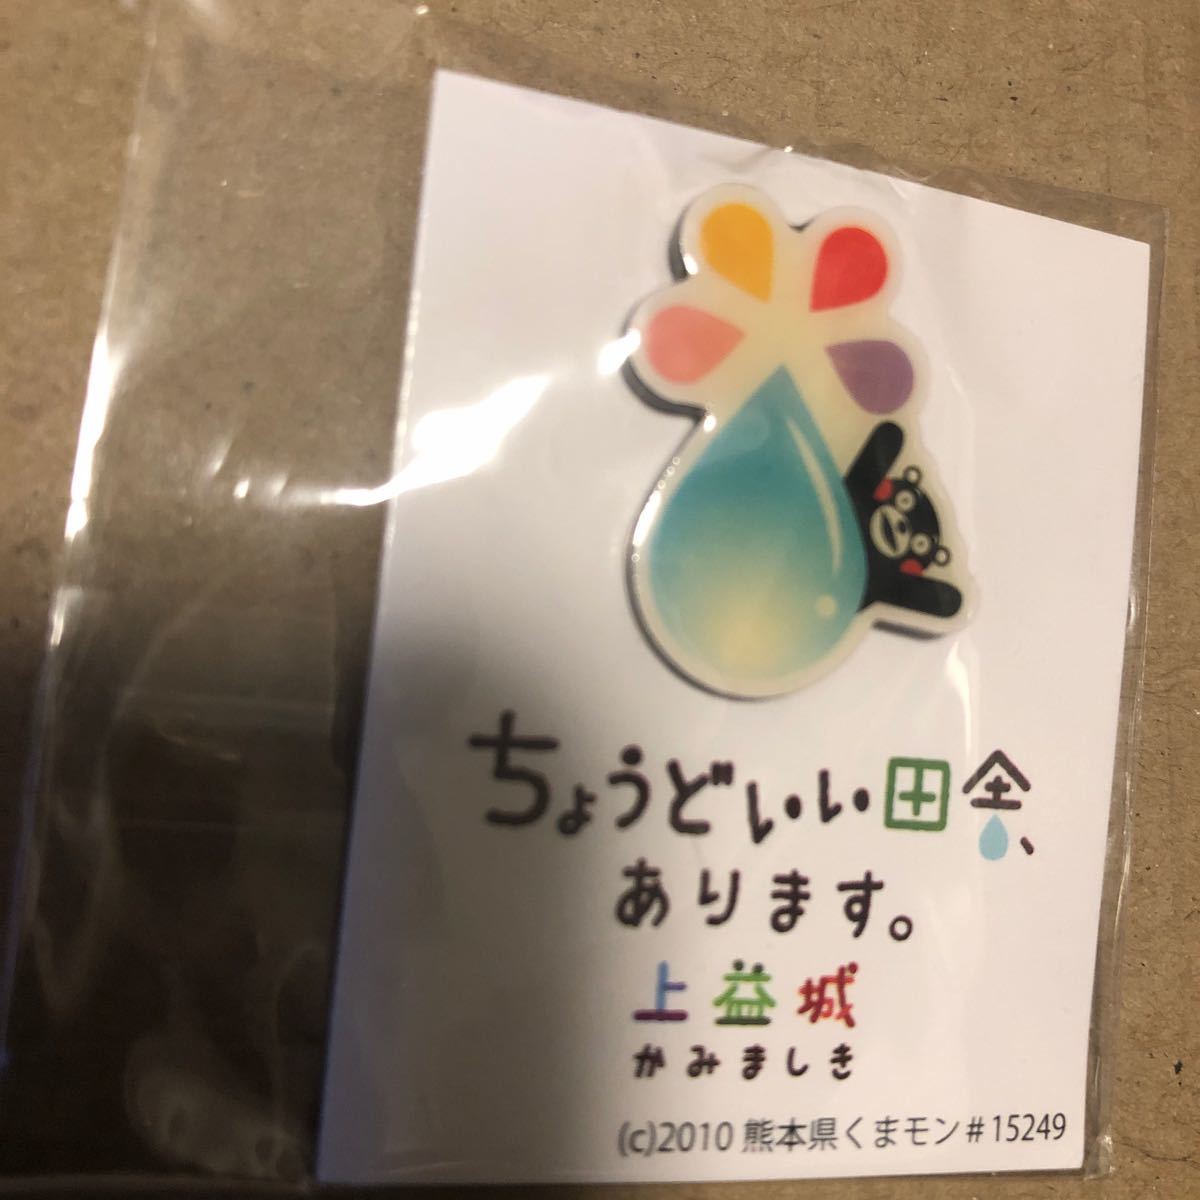 ちょうどいい田舎、
あります。
上益城
かみましき
(c)2010 熊本県くまモン＃15249